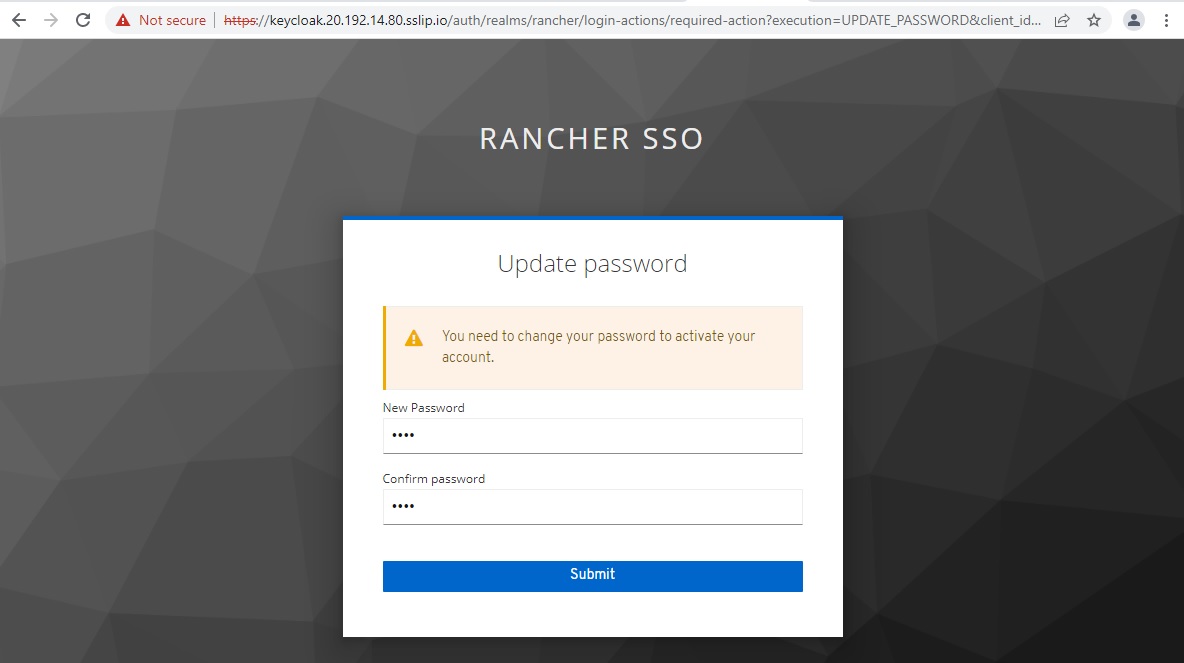 Not secure | https://keycloak.20.192.14.80.sslip.io/auth/realms/rancher/login-actions/required-action?execution=UPDATE_PASSWORD&client_id...
RANCHER SSO
Update password
You need to change your password to activate your
account.
New Password
••••
Confirm password
••••
Submit